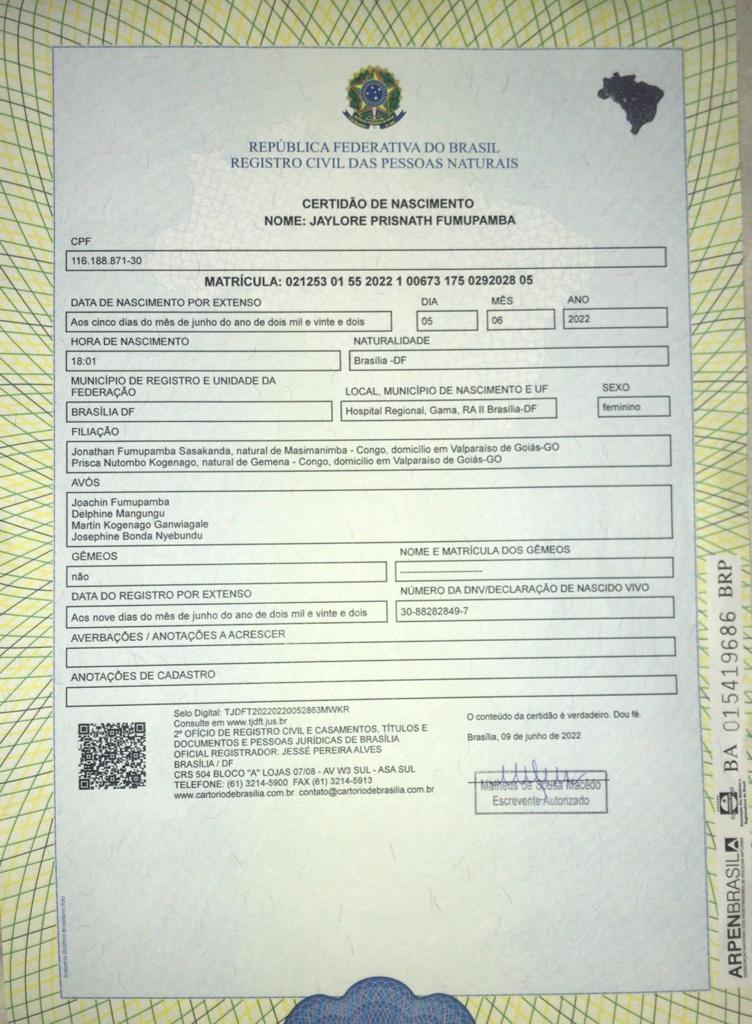 REPÚBLICA FEDERATIVA DO BRASIL
REGISTRO CIVIL DAS PESSOAS NATURAIS
CERTIDÃO DE NASCIMENTO
NOME: JAYLORE PRISNATH FUMUPAMBA
CPF
116.188.871-30
MATRÍCULA: 021253 01 55 2022 1 00673 175 0292028 05
DATA DE NASCIMENTO POR EXTENSO DIA MÊS ANO
Aos cinco dias do mês de junho do ano de dois mil e vinte e dois 05 06 2022
HORA DE NASCIMENTO NATURALIDADE
18:01 Brasília -DF
MUNICÍPIO DE REGISTRO E UNIDADE DA
FEDERAÇÃO LOCAL, MUNICÍPIO DE NASCIMENTO E UF SEXO
BRASÍLIA DF Hospital Regional, Gama, RA II Brasília-DF feminino
FILIAÇÃO
Jonathan Fumupamba Sasakanda, natural de Masimanimba - Congo, domicílio em Valparaíso de Goiás-GO
Prisca Nutombo Kogenago, natural de Gemena - Congo, domicílio em Valparaíso de Goiás-GO
AVÓS
Joachin Fumupamba
Delphine Mangungu
Martin Kogenago Ganwiagale
Josephine Bonda Nyebundu
GÊMEOS NOME E MATRÍCULA DOS GÊMEOS
não --------------------------
DATA DO REGISTRO POR EXTENSO NÚMERO DA DNV/DECLARAÇÃO DE NASCIDO VIVO
Aos nove dias do mês de junho do ano de dois mil e vinte e dois 30-88282849-7
AVERBAÇÕES / ANOTAÇÕES A ACRESCER
ANOTAÇÕES DE CADASTRO
Selo Digital: TJDFT20220220052863MWKR
Consulte em www.tjdft.jus.br
2º OFÍCIO DE REGISTRO CIVIL E CASAMENTOS, TÍTULOS E
DOCUMENTOS E PESSOAS JURÍDICAS DE BRASÍLIA
OFICIAL REGISTRADOR: JESSÉ PEREIRA ALVES
BRASÍLIA / DF
CRS 504 BLOCO "A" LOJAS 07/08 - AV W3 SUL - ASA SUL
TELEFONE: (61) 3214-5900 FAX (61) 3214-5913
www.cartoriodebrasilia.com.br contato@cartoriodebrasilia.com.br
O conteúdo da certidão é verdadeiro. Dou fé.
Brasília, 09 de junho de 2022
Matheus de Sousa Macedo
Escrevente Autorizado
BA 015419686 BRP
ARPENBRASIL